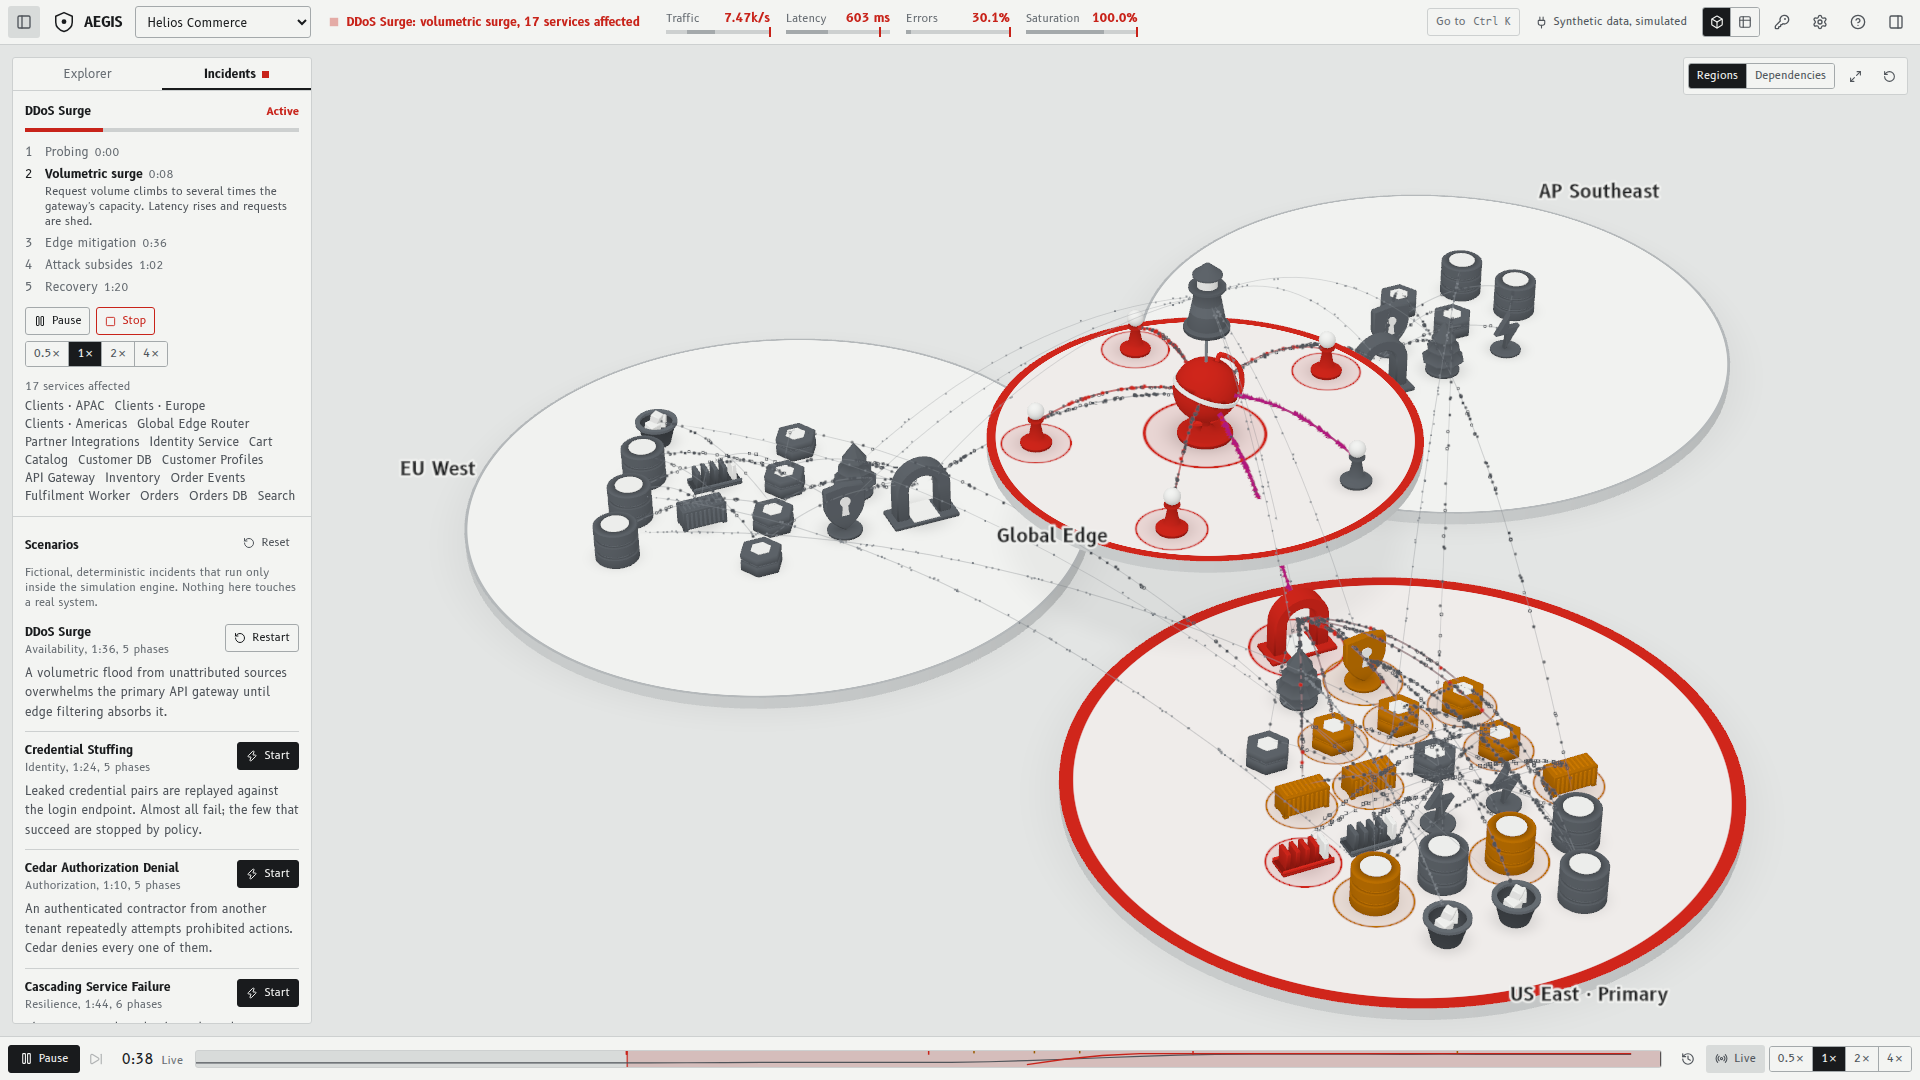 AEGIS
Helios Commerce
DDoS Surge: volumetric surge, 17 services affected
Traffic 7.47k/s
Latency 603 ms
Errors 30.1%
Saturation 100.0%
Go to Ctrl K
Synthetic data, simulated
Explorer
Incidents
Regions
Dependencies
DDoS Surge
Active
1 Probing 0:00
2 Volumetric surge 0:08
Request volume climbs to several times the
gateway's capacity. Latency rises and requests
are shed.
3 Edge mitigation 0:36
4 Attack subsides 1:02
5 Recovery 1:20
Pause
Stop
0.5× 1× 2× 4×
17 services affected
Clients · APAC Clients · Europe
Clients · Americas Global Edge Router
Partner Integrations Identity Service Cart
Catalog Customer DB Customer Profiles
API Gateway Inventory Order Events
Fulfilment Worker Orders Orders DB Search
Scenarios
Reset
Fictional, deterministic incidents that run only
inside the simulation engine. Nothing here touches
a real system.
DDoS Surge
Availability, 1:36, 5 phases
Restart
A volumetric flood from unattributed sources
overwhelms the primary API gateway until
edge filtering absorbs it.
Credential Stuffing
Identity, 1:24, 5 phases
Start
Leaked credential pairs are replayed against
the login endpoint. Almost all fail; the few that
succeed are stopped by policy.
Cedar Authorization Denial
Authorization, 1:10, 5 phases
Start
An authenticated contractor from another
tenant repeatedly attempts prohibited actions.
Cedar denies every one of them.
Cascading Service Failure
Resilience, 1:44, 6 phases
Start
AP Southeast
EU West
Global Edge
US East · Primary
Pause
0:38 Live
Live
0.5× 1× 2× 4×